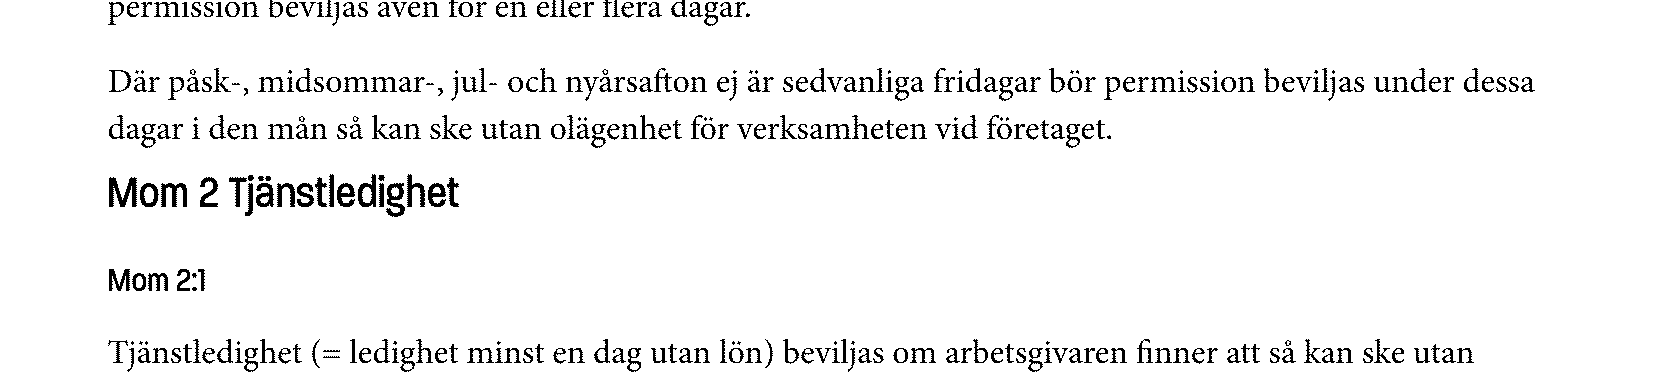 permission beviljas även för en eller flera dagar.
Där påsk-, midsommar-, jul- och nyårsafton ej är sedvanliga fridagar bör permission beviljas under dessa
dagar i den mån så kan ske utan olägenhet för verksamheten vid företaget.
Mom 2 Tjänstledighet
Mom 2:1
Tjänstledighet (= ledighet minst en dag utan lön) beviljas om arbetsgivaren finner att så kan ske utan